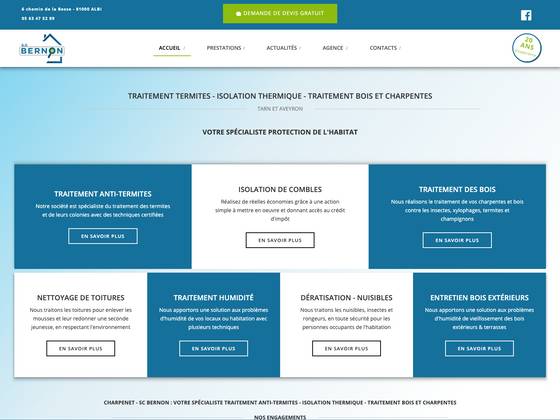 6 chemin de la Besse - 81000 ALBI
05 63 47 52 59
DEMANDE DE DEVIS GRATUIT
S.C.
BERNON
ACCUEIL /
PRESTATIONS /
ACTUALITÉS /
AGENCE /
CONTACTS /
20
ANS
TRAITEMENT TERMITES - ISOLATION THERMIQUE - TRAITEMENT BOIS ET CHARPENTES
TARN ET AVEYRON
VOTRE SPÉCIALISTE PROTECTION DE L'HABITAT
TRAITEMENT ANTI-TERMITES
Notre société est spécialiste du traitement des termites
et de leurs colonies avec des techniques certifiées
EN SAVOIR PLUS
ISOLATION DE COMBLES
Réalisez de réelles économies grâce à une action
simple à mettre en oeuvre et donnant accès au crédit
d'impôt
EN SAVOIR PLUS
TRAITEMENT DES BOIS
Nous réalisons le traitement de vos charpentes et bois
contre les insectes, xylophages, termites et
champignons
EN SAVOIR PLUS
NETTOYAGE DE TOITURES
Nous traitons les toitures pour enlever les
mousses et leur redonner une seconde
jeunesse, en respectant l'environnement
EN SAVOIR PLUS
TRAITEMENT HUMIDITÉ
Nous apportons une solution aux problèmes
d'humidité de vos locaux ou habitation avec
plusieurs techniques
EN SAVOIR PLUS
DÉRATISATION - NUISIBLES
Nous traitons les nuisibles, insectes et
rongeurs, en toute sécurité pour les
personnes occupants de l'habitation
EN SAVOIR PLUS
ENTRETIEN BOIS EXTÉRIEURS
Nous apportons une solution aux problèmes
d'humidité de vieillissement des bois
extérieurs & terrasses
EN SAVOIR PLUS
CHARPENET - SC BERNON : VOTRE SPÉCIALISTE TRAITEMENT ANTI-TERMITES - ISOLATION THERMIQUE - TRAITEMENT BOIS ET CHARPENTES
NOS ENGAGEMENTS